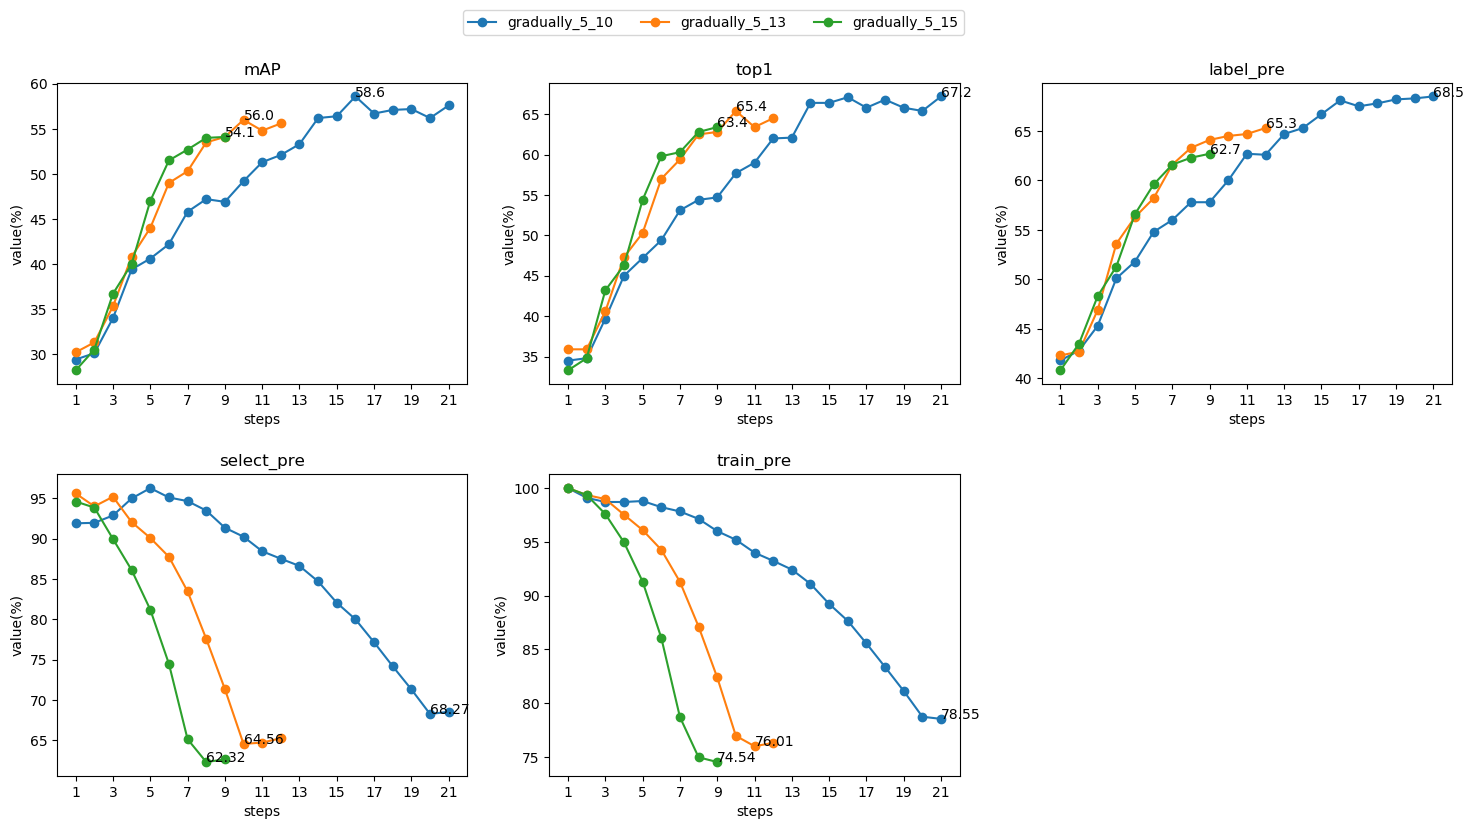 gradually_5_10 gradually_5_13 gradually_5_15
mAP
top1
label_pre
60
55
50
45
40
35
30
value(%)
58.6
56.0
54.1
1 3 5 7 9 11 13 15 17 19 21
steps
65
60
55
50
45
40
35
value(%)
67.2
65.4
63.4
1 3 5 7 9 11 13 15 17 19 21
steps
65
60
55
50
45
40
value(%)
68.5
65.3
62.7
1 3 5 7 9 11 13 15 17 19 21
steps
select_pre
train_pre
95
90
85
80
75
70
65
value(%)
68.27
64.56
62.32
1 3 5 7 9 11 13 15 17 19 21
steps
100
95
90
85
80
75
value(%)
78.55
76.01
74.54
1 3 5 7 9 11 13 15 17 19 21
steps